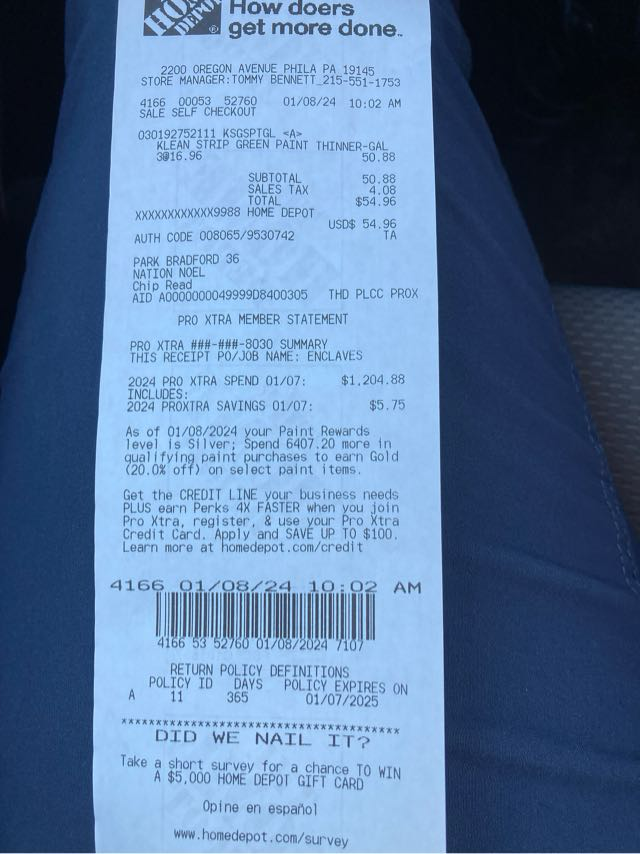 How doers
get more done™
2200 OREGON AVENUE PHILA PA 19145
STORE MANAGER:TOMMY BENNETT 215-551-1753
4166 00053 52760 01/08/24 10:02 AM
SALE SELF CHECKOUT
030192752111 KSGSPTGL <A>
KLEAN STRIP GREEN PAINT THINNER-GAL
3@16.96 50.88
SUBTOTAL 50.88
SALES TAX 4.08
TOTAL $54.96
XXXXXXXXXXXX9988 HOME DEPOT
USD$ 54.96
AUTH CODE 008065/9530742 TA
PARK BRADFORD 36
NATION NOEL
Chip Read
AID A0000000049999D8400305 THD PLCC PROX
PRO XTRA MEMBER STATEMENT
PRO XTRA ###-###-8030 SUMMARY
THIS RECEIPT PO/JOB NAME: ENCLAVES
2024 PRO XTRA SPEND 01/07: $1,204.88
INCLUDES:
2024 PROXTRA SAVINGS 01/07: $5.75
As of 01/08/2024 your Paint Rewards
level is Silver; Spend 6407.20 more in
qualifying paint purchases to earn Gold
(20.0% off) on select paint items.
Get the CREDIT LINE your business needs
PLUS earn Perks 4X FASTER when you join
Pro Xtra, register, & use your Pro Xtra
Credit Card. Apply and SAVE UP TO $100.
Learn more at homedepot.com/credit
4166 01/08/24 10:02 AM
4166 53 52760 01/08/2024 7107
RETURN POLICY DEFINITIONS
POLICY ID DAYS POLICY EXPIRES ON
A 11 365 01/07/2025
****************************************
DID WE NAIL IT?
Take a short survey for a chance TO WIN
A $5,000 HOME DEPOT GIFT CARD
Opine en español
www.homedepot.com/survey